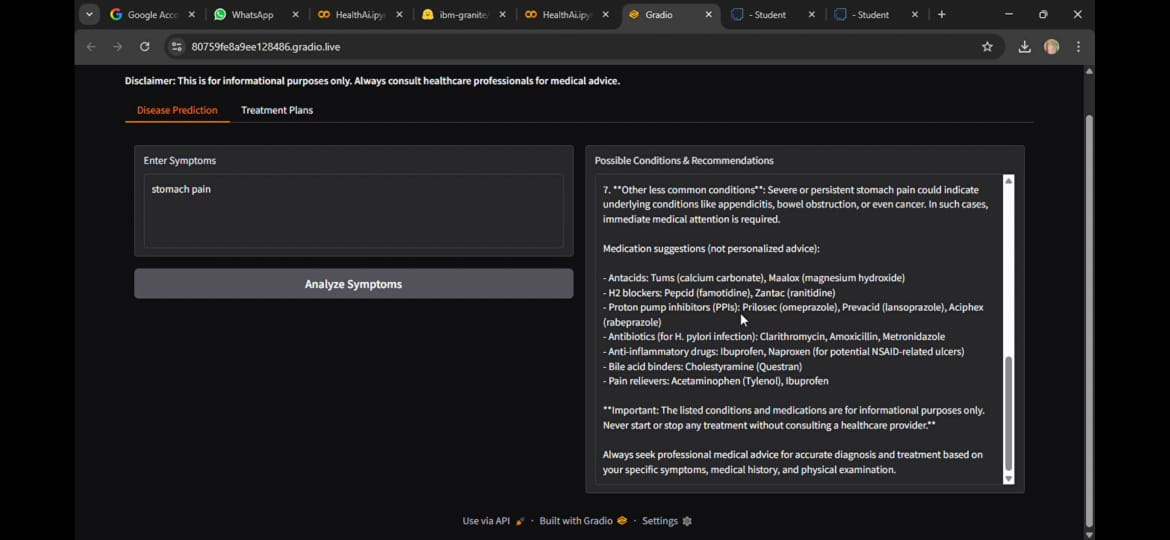 Google Acco
WhatsApp
HealthAi.ipy
ibm-granite/
HealthAi.ipy
Gradio
- Student
- Student
80759fe8a9ee128486.gradio.live
Disclaimer: This is for informational purposes only. Always consult healthcare professionals for medical advice.
Disease Prediction
Treatment Plans
Enter Symptoms
stomach pain
Analyze Symptoms
Possible Conditions & Recommendations
7. **Other less common conditions**: Severe or persistent stomach pain could indicate
underlying conditions like appendicitis, bowel obstruction, or even cancer. In such cases,
immediate medical attention is required.
Medication suggestions (not personalized advice):
- Antacids: Tums (calcium carbonate), Maalox (magnesium hydroxide)
- H2 blockers: Pepcid (famotidine), Zantac (ranitidine)
- Proton pump inhibitors (PPIs): Prilosec (omeprazole), Prevacid (lansoprazole), Aciphex
(rabeprazole)
- Antibiotics (for H. pylori infection): Clarithromycin, Amoxicillin, Metronidazole
- Anti-inflammatory drugs: Ibuprofen, Naproxen (for potential NSAID-related ulcers)
- Bile acid binders: Cholestyramine (Questran)
- Pain relievers: Acetaminophen (Tylenol), Ibuprofen
**Important: The listed conditions and medications are for informational purposes only.
Never start or stop any treatment without consulting a healthcare provider.**
Always seek professional medical advice for accurate diagnosis and treatment based on
your specific symptoms, medical history, and physical examination.
Use via API · Built with Gradio · Settings